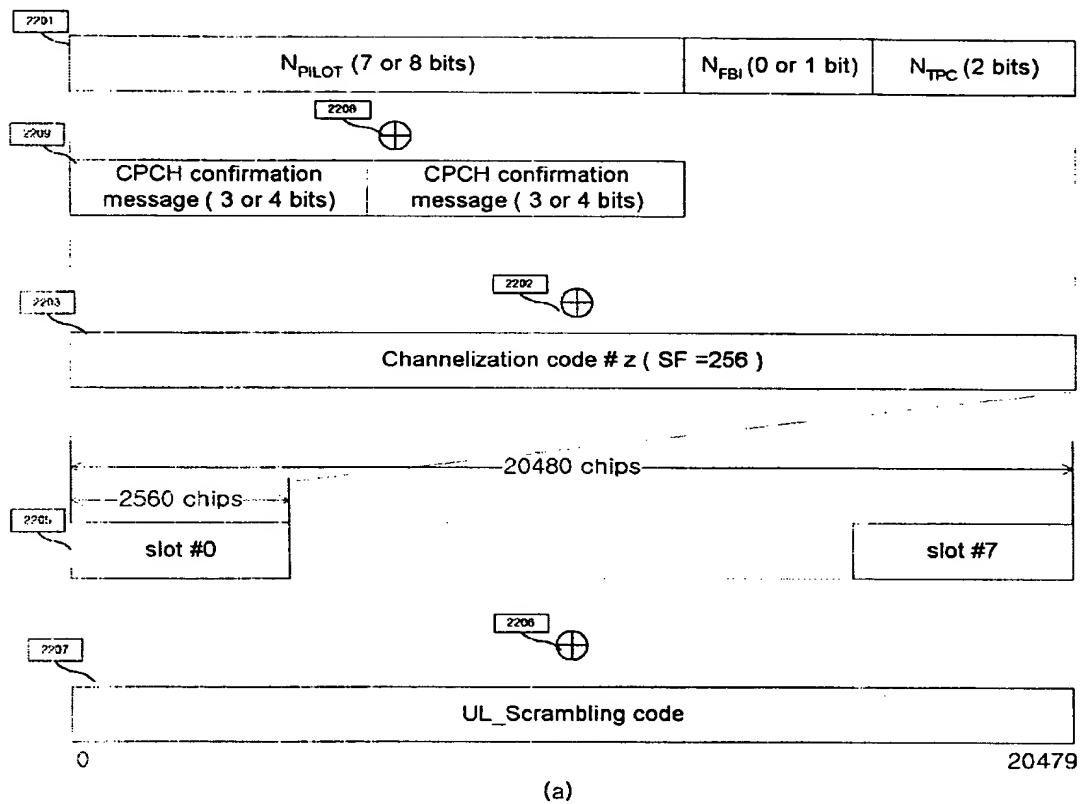 2201
N_PILOT (7 or 8 bits)
N_FBI (0 or 1 bit)
N_TPC (2 bits)
2208
2209
CPCH confirmation
message ( 3 or 4 bits)
CPCH confirmation
message ( 3 or 4 bits)
2202
2203
Channelization code # z ( SF =256 )
20480 chips
2560 chips
2205
slot #0
slot #7
2206
2207
UL_Scrambling code
0
20479
(a)